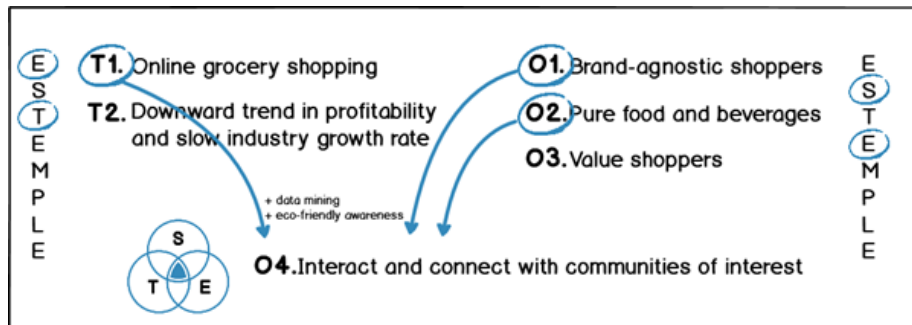 E
S
T
E
M
P
L
E
T1. Online grocery shopping
T2. Downward trend in profitability
and slow industry growth rate
O1. Brand-agnostic shoppers
O2. Pure food and beverages
O3. Value shoppers
E
S
T
E
M
P
L
E
+ data mining
+ eco-friendly awareness
S
T E
O4. Interact and connect with communities of interest